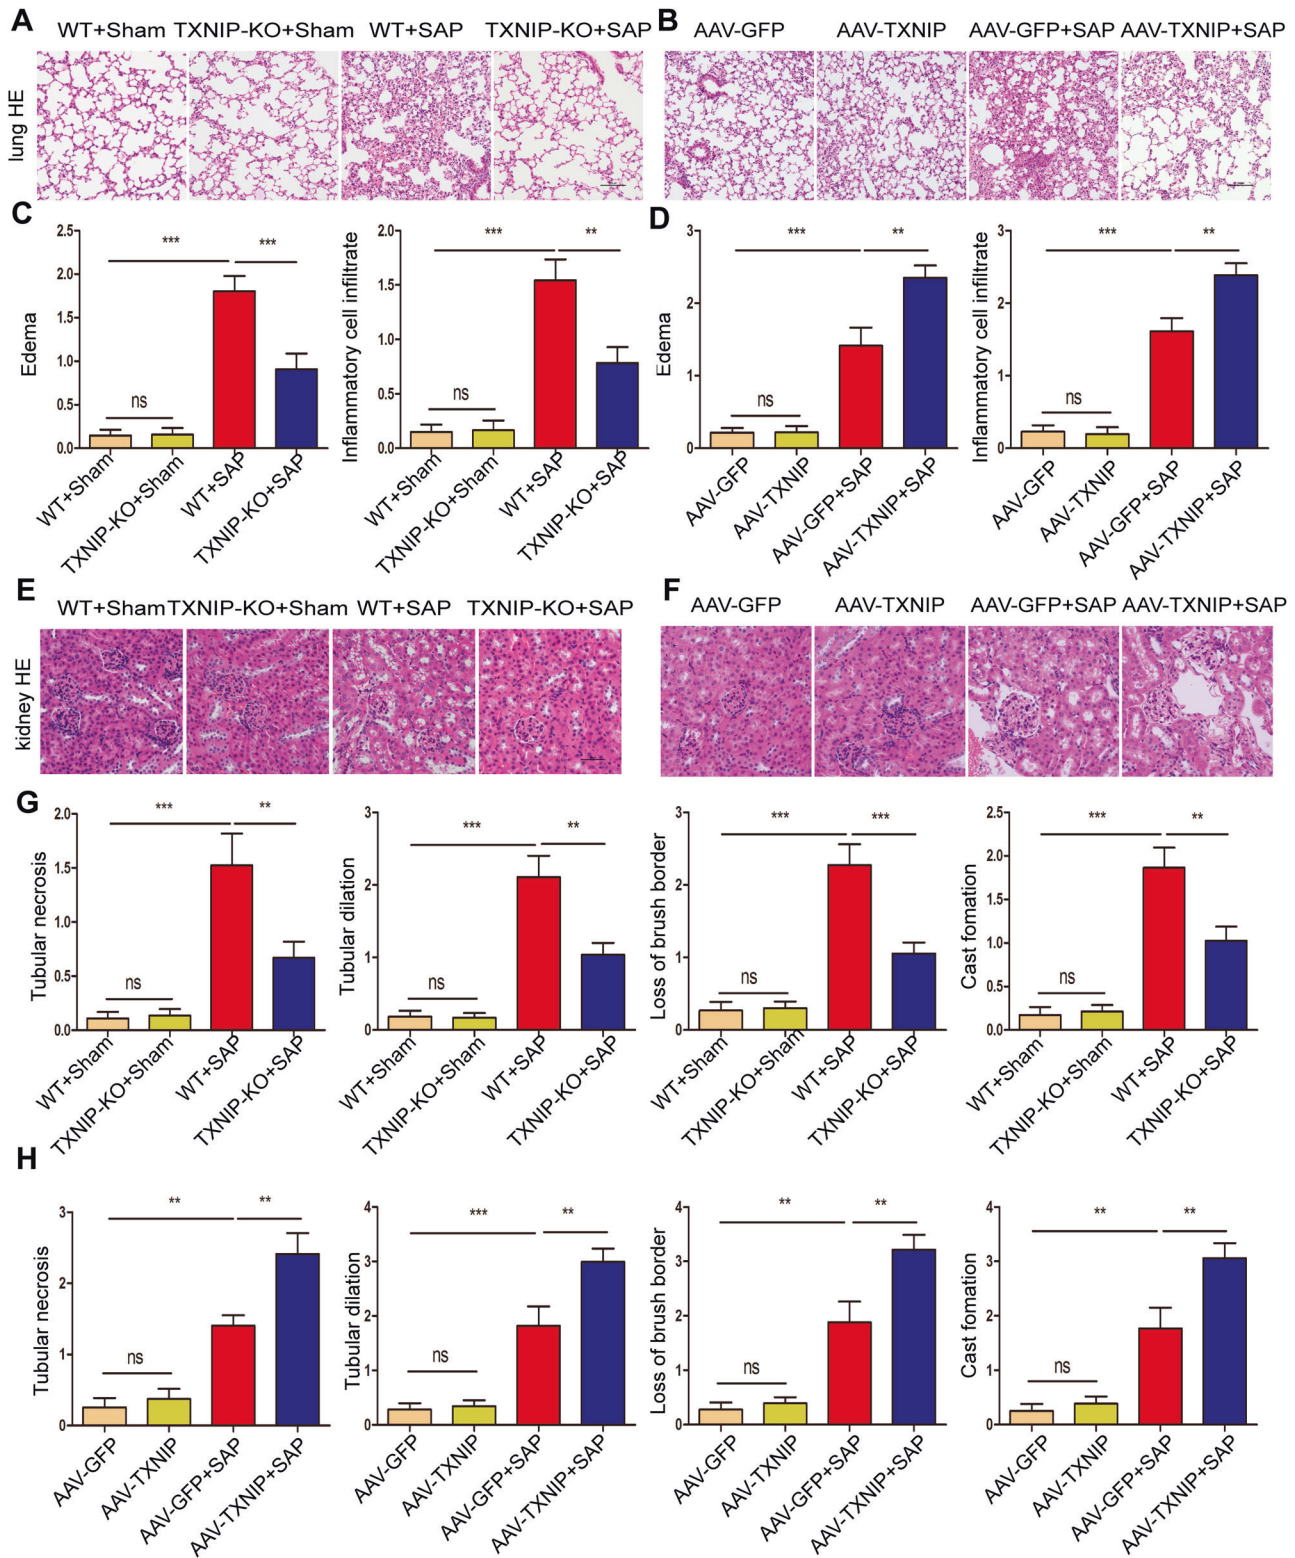 A
WT+Sham TXNIP-KO+Sham WT+SAP TXNIP-KO+SAP
lung HE
B
AAV-GFP AAV-TXNIP AAV-GFP+SAP AAV-TXNIP+SAP
C
Edema
2.5
2.0
1.5
1.0
0.5
0.0
*** ***
ns
WT+Sham
TXNIP-KO+Sham
WT+SAP
TXNIP-KO+SAP
Inflammatory cell infiltrate
2.0
1.5
1.0
0.5
0.0
*** **
ns
WT+Sham
TXNIP-KO+Sham
WT+SAP
TXNIP-KO+SAP
D
Edema
3
2
1
0
*** **
ns
AAV-GFP
AAV-TXNIP
AAV-GFP+SAP
AAV-TXNIP+SAP
Inflammatory cell infiltrate
3
2
1
0
*** **
ns
AAV-GFP
AAV-TXNIP
AAV-GFP+SAP
AAV-TXNIP+SAP
E
WT+Sham TXNIP-KO+Sham WT+SAP TXNIP-KO+SAP
kidney HE
F
AAV-GFP AAV-TXNIP AAV-GFP+SAP AAV-TXNIP+SAP
G
Tubular necrosis
2.0
1.5
1.0
0.5
0.0
*** **
ns
WT+Sham
TXNIP-KO+Sham
WT+SAP
TXNIP-KO+SAP
Tubular dilation
3
2
1
0
*** **
ns
WT+Sham
TXNIP-KO+Sham
WT+SAP
TXNIP-KO+SAP
Loss of brush border
3
2
1
0
*** ***
ns
WT+Sham
TXNIP-KO+Sham
WT+SAP
TXNIP-KO+SAP
Cast fomation
2.5
2.0
1.5
1.0
0.5
0.0
*** **
ns
WT+Sham
TXNIP-KO+Sham
WT+SAP
TXNIP-KO+SAP
H
Tubular necrosis
3
2
1
0
** **
ns
AAV-GFP
AAV-TXNIP
AAV-GFP+SAP
AAV-TXNIP+SAP
Tubular dilation
4
3
2
1
0
*** **
ns
AAV-GFP
AAV-TXNIP
AAV-GFP+SAP
AAV-TXNIP+SAP
Loss of brush border
4
3
2
1
0
** **
ns
AAV-GFP
AAV-TXNIP
AAV-GFP+SAP
AAV-TXNIP+SAP
Cast fomation
4
3
2
1
0
** **
ns
AAV-GFP
AAV-TXNIP
AAV-GFP+SAP
AAV-TXNIP+SAP